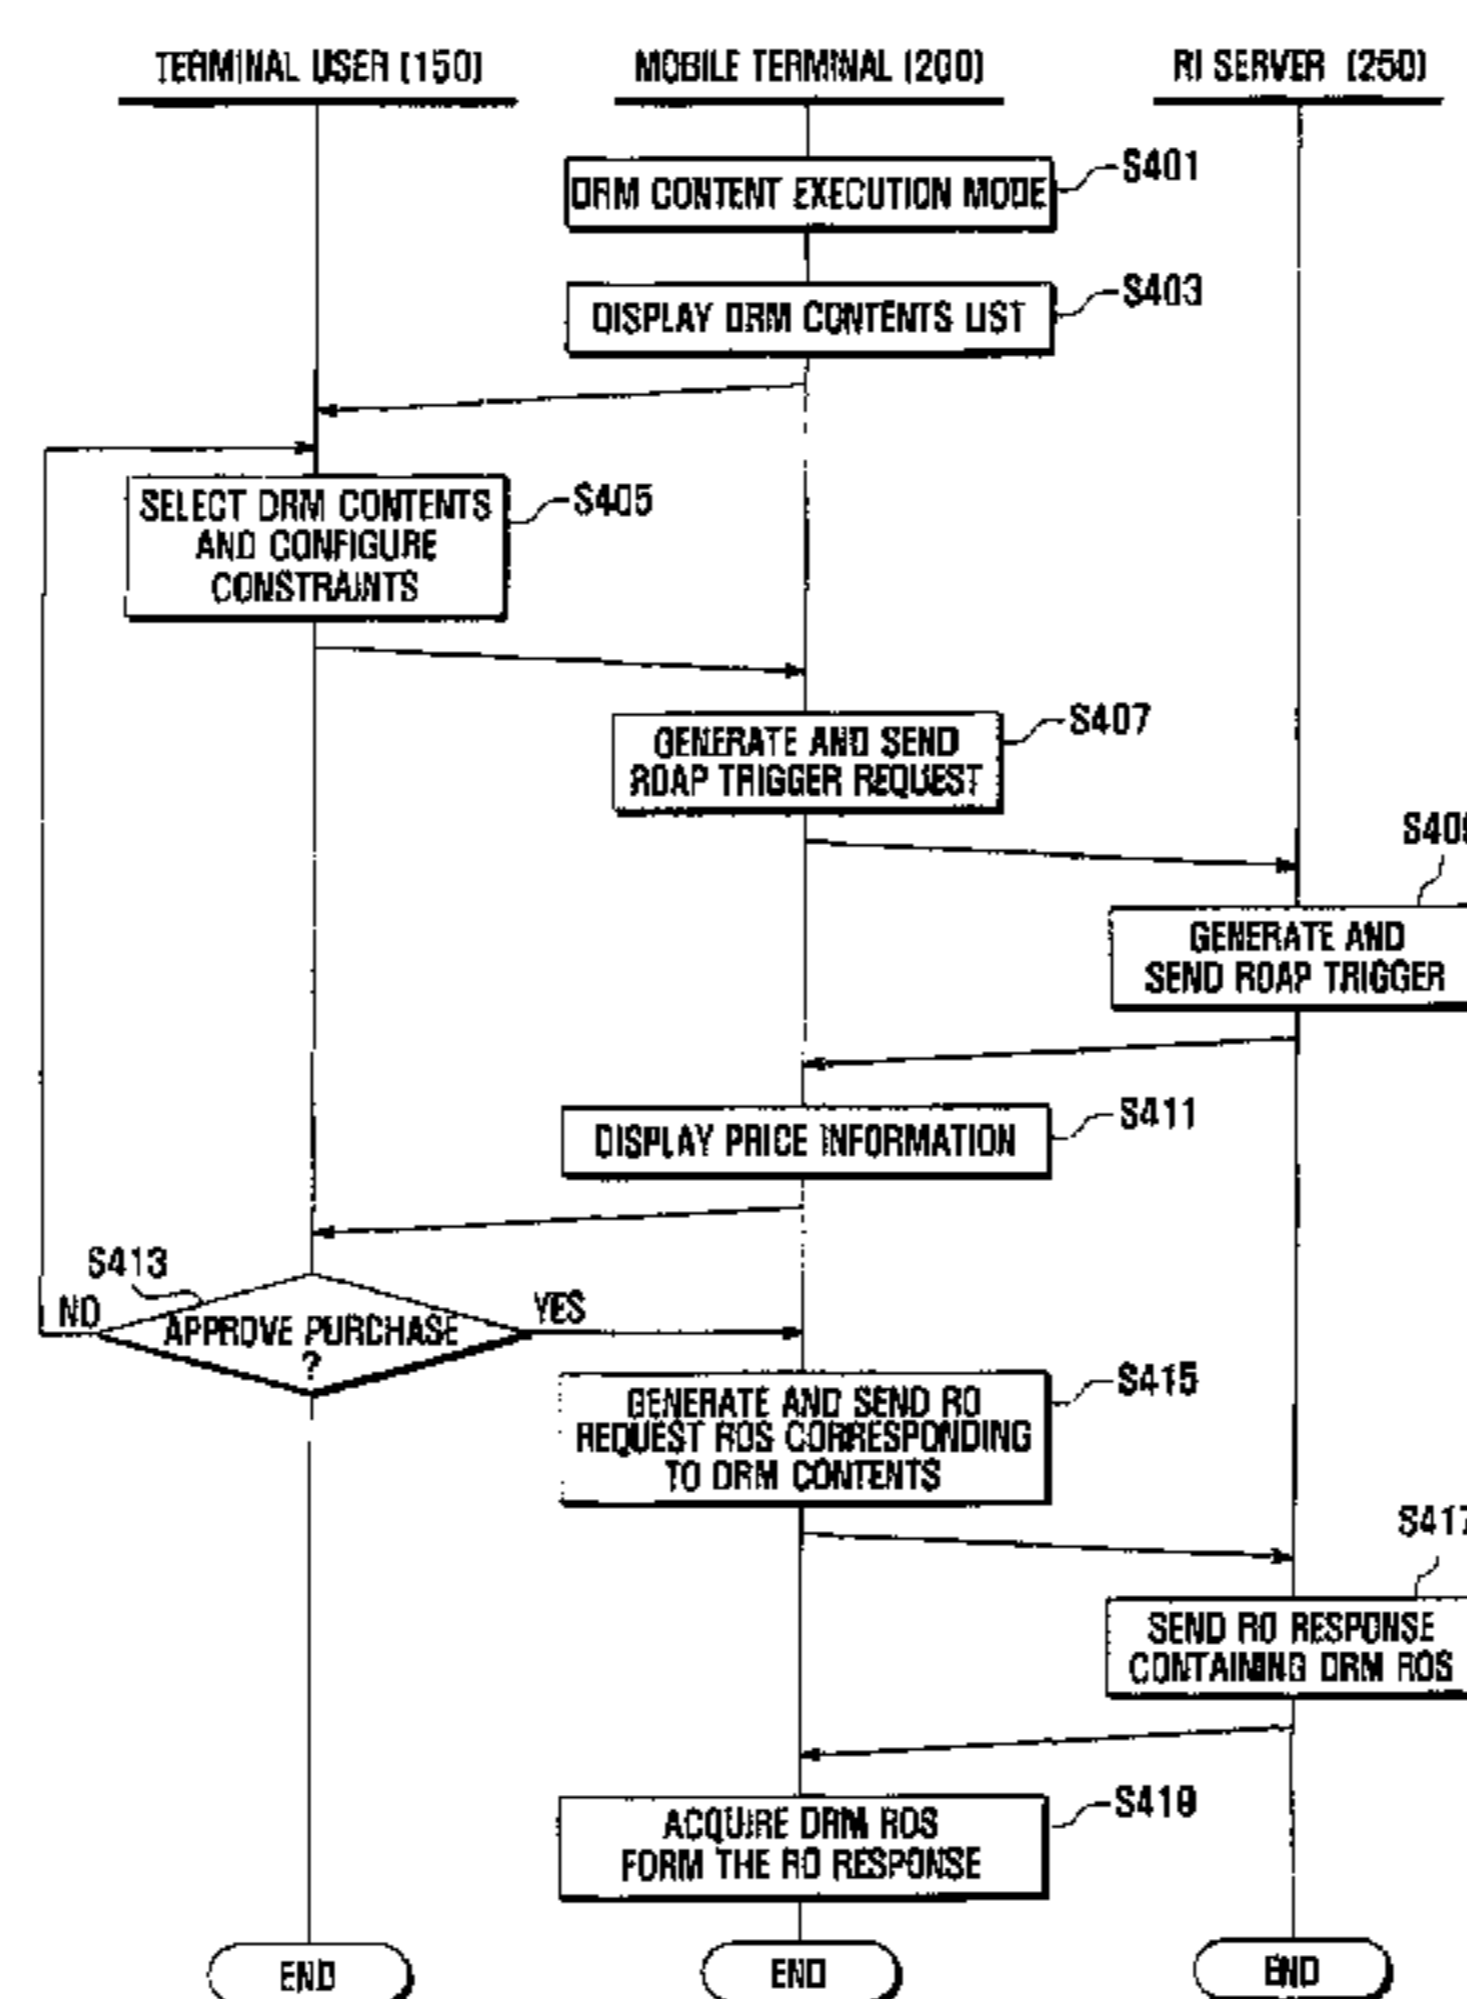 TERMINAL USER (150)
MOBILE TERMINAL (200)
RI SERVER (250)
DRM CONTENT EXECUTION MODE
S401
DISPLAY DRM CONTENTS LIST
S403
SELECT DRM CONTENTS
AND CONFIGURE
CONSTRAINTS
S405
GENERATE AND SEND
ROAP TRIGGER REQUEST
S407
GENERATE AND
SEND ROAP TRIGGER
DISPLAY PRICE INFORMATION
S411
S413
NO
APPROVE PURCHASE
?
YES
GENERATE AND SEND RO
REQUEST ROS CORRESPONDING
TO DRM CONTENTS
S415
S417
SEND RO RESPONSE
CONTAINING DRM ROS
ACQUIRE DRM ROS
FORM THE RO RESPONSE
S419
END
END
END